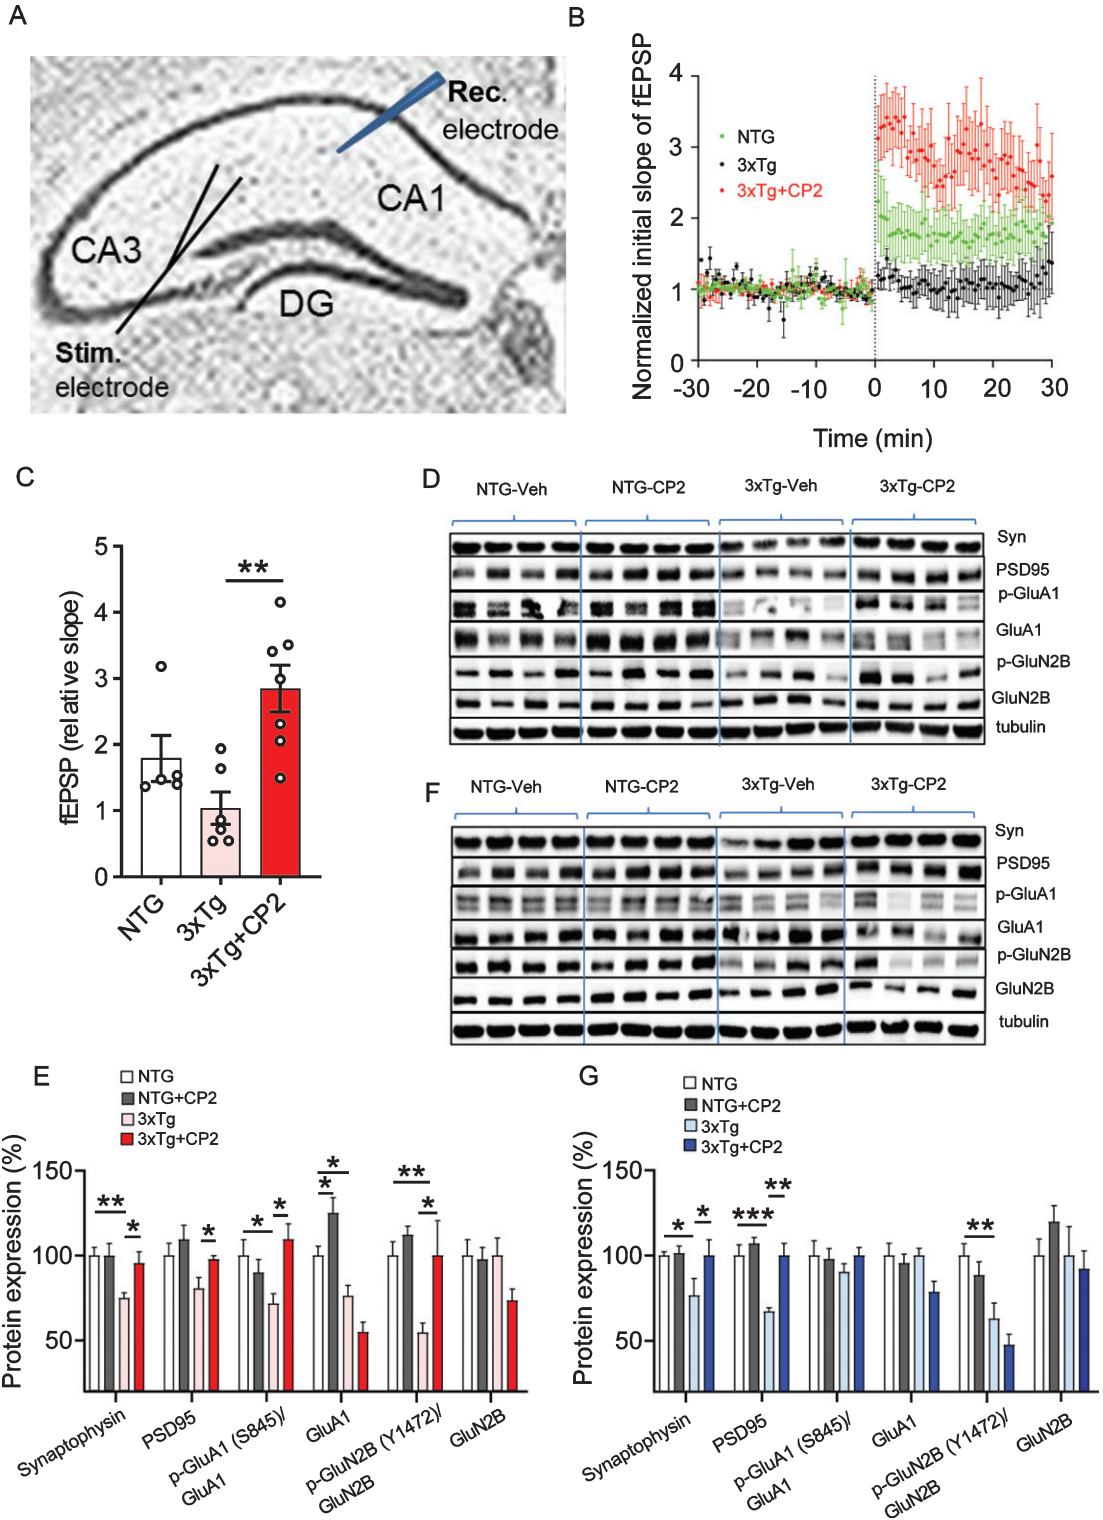 A
Rec.
electrode
CA1
CA3
DG
Stim.
electrode
B
Normalized initial slope of fEPSP
4
3
2
1
0
NTG
3xTg
3xTg+CP2
-30 -20 -10 0 10 20 30
Time (min)
C
fEPSP (relative slope)
5
4
3
2
1
0
**
NTG
3xTg
3xTg+CP2
D
NTG-Veh NTG-CP2 3xTg-Veh 3xTg-CP2
Syn
PSD95
p-GluA1
GluA1
p-GluN2B
GluN2B
tubulin
F
NTG-Veh NTG-CP2 3xTg-Veh 3xTg-CP2
Syn
PSD95
p-GluA1
GluA1
p-GluN2B
GluN2B
tubulin
E
NTG
NTG+CP2
3xTg
3xTg+CP2
Protein expression (%)
150
100
50
** * * * * * * ** *
Synaptophysin
PSD95
p-GluA1 (S845)/
GluA1
GluA1
p-GluN2B (Y1472)/
GluN2B
GluN2B
G
NTG
NTG+CP2
3xTg
3xTg+CP2
Protein expression (%)
150
100
50
* * *** ** **
Synaptophysin
PSD95
p-GluA1 (S845)/
GluA1
GluA1
p-GluN2B (Y1472)/
GluN2B
GluN2B